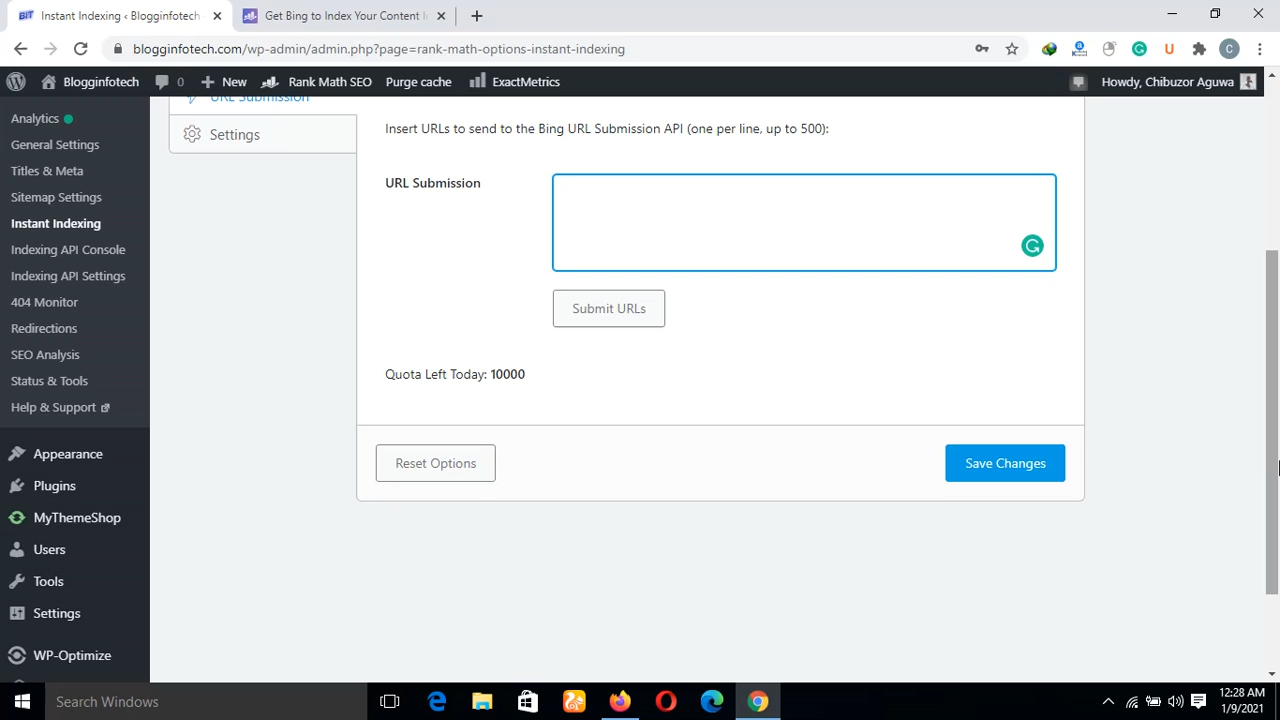 BIT Instant Indexing ‹ Blogginfotech -
Get Bing to Index Your Content I
blogginfotech.com/wp-admin/admin.php?page=rank-math-options-instant-indexing
C
Blogginfotech 0 New Rank Math SEO Purge cache ExactMetrics Howdy, Chibuzor Aguwa
Analytics
General Settings
Titles & Meta
Sitemap Settings
Instant Indexing
Indexing API Console
Indexing API Settings
404 Monitor
Redirections
SEO Analysis
Status & Tools
Help & Support
Appearance
Plugins
MyThemeShop
Users
Tools
Settings
WP-Optimize
URL Submission
Settings
Insert URLs to send to the Bing URL Submission API (one per line, up to 500):
URL Submission
Submit URLs
Quota Left Today: 10000
Reset Options
Save Changes
Search Windows
12:28 AM
1/9/2021